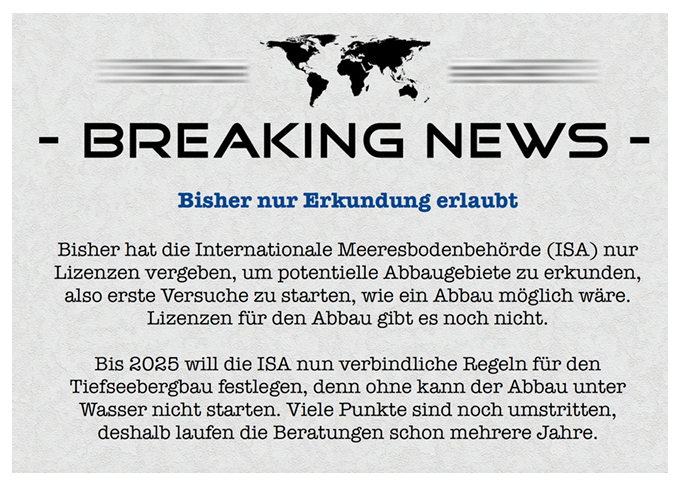 - BREAKING NEWS -
Bisher nur Erkundung erlaubt
Bisher hat die Internationale Meeresbodenbehörde (ISA) nur
Lizenzen vergeben, um potentielle Abbaugebiete zu erkunden,
also erste Versuche zu starten, wie ein Abbau möglich wäre.
Lizenzen für den Abbau gibt es noch nicht.
Bis 2025 will die ISA nun verbindliche Regeln für den
Tiefseebergbau festlegen, denn ohne kann der Abbau unter
Wasser nicht starten. Viele Punkte sind noch umstritten,
deshalb laufen die Beratungen schon mehrere Jahre.